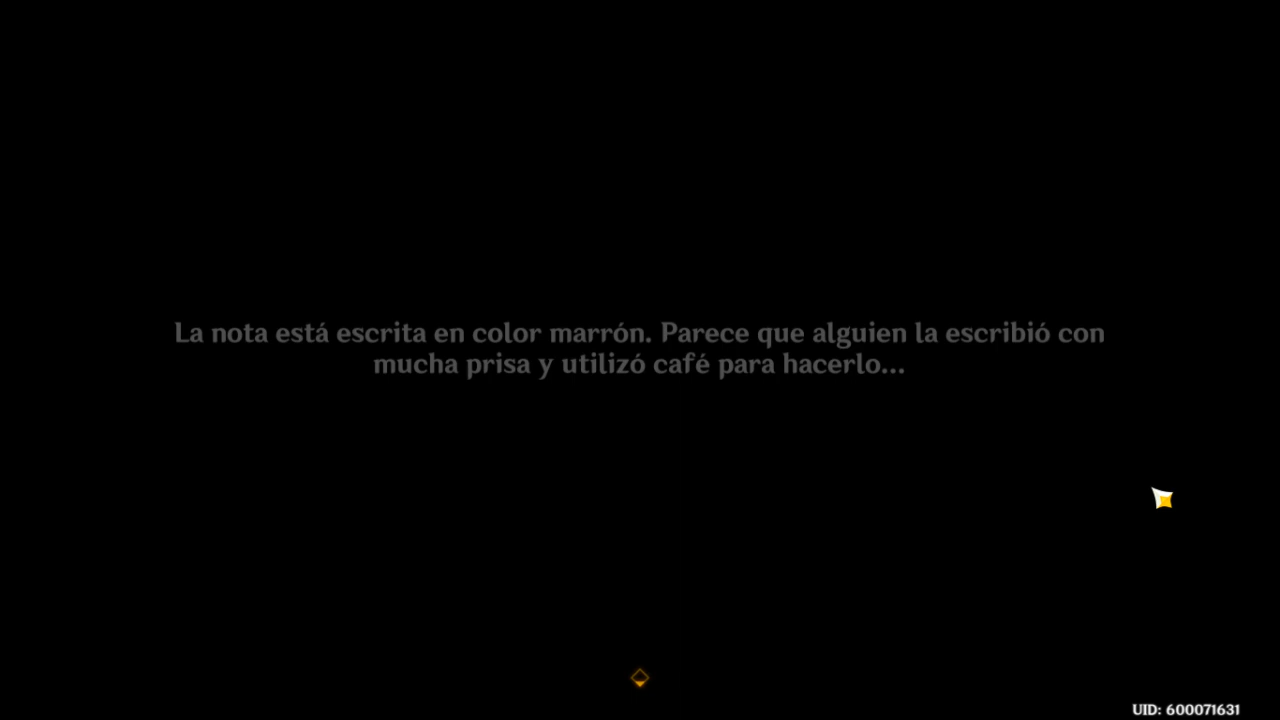 La nota está escrita en color marrón. Parece que alguien la escribió con
mucha prisa y utilizó café para hacerlo...
UID: 600071631